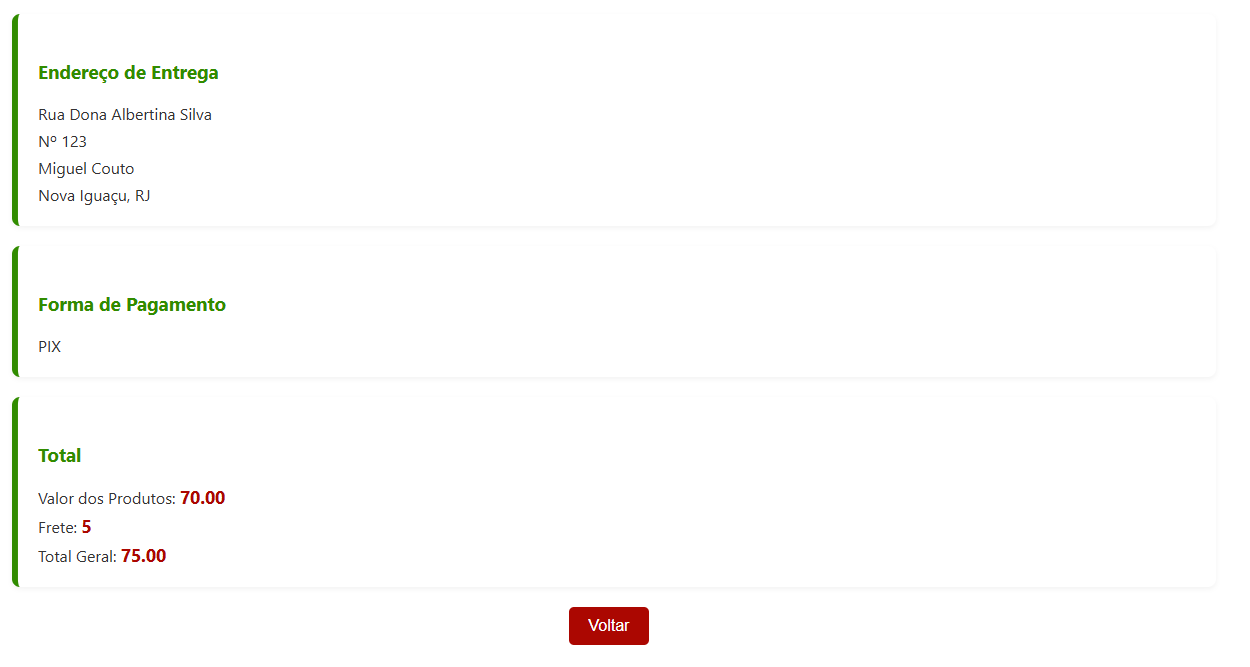 Endereço de Entrega
Rua Dona Albertina Silva
Nº 123
Miguel Couto
Nova Iguaçu, RJ
Forma de Pagamento
PIX
Total
Valor dos Produtos: 70.00
Frete: 5
Total Geral: 75.00
Voltar